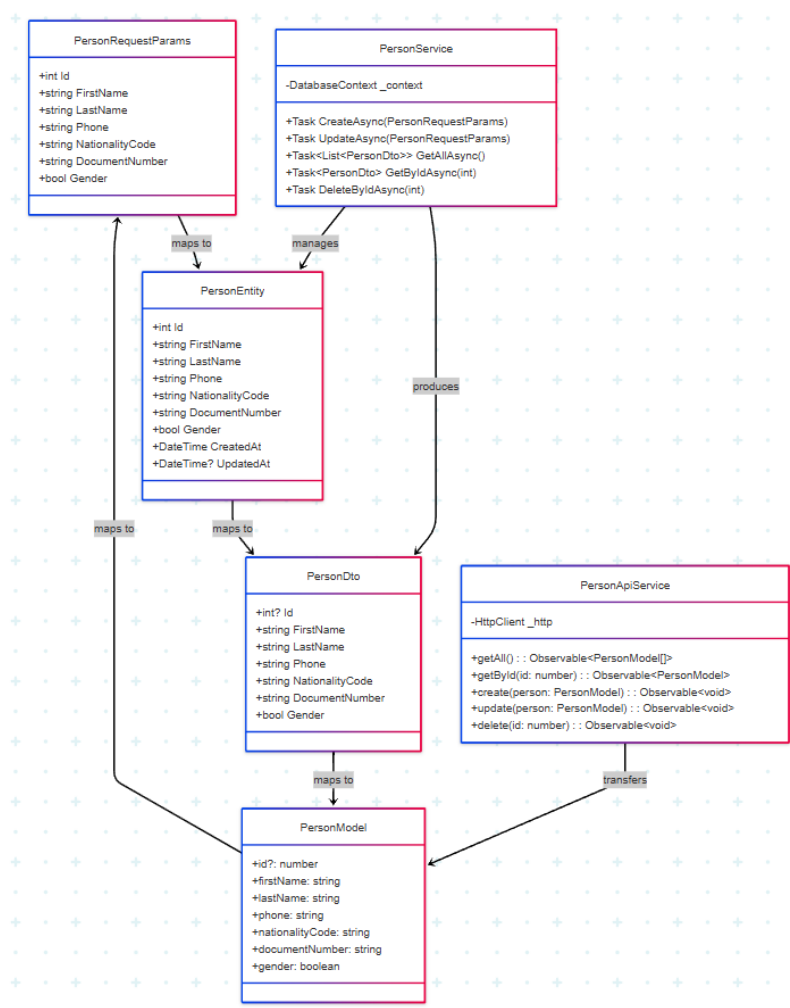 PersonRequestParams
+int Id
+string FirstName
+string LastName
+string Phone
+string NationalityCode
+string DocumentNumber
+bool Gender
PersonService
-DatabaseContext _context
+Task CreateAsync(PersonRequestParams)
+Task UpdateAsync(PersonRequestParams)
+Task<List<PersonDto>> GetAllAsync()
+Task<PersonDto> GetByIdAsync(int)
+Task DeleteByIdAsync(int)
maps to
manages
PersonEntity
+int Id
+string FirstName
+string LastName
+string Phone
+string NationalityCode
+string DocumentNumber
+bool Gender
+DateTime CreatedAt
+DateTime? UpdatedAt
produces
maps to
maps to
PersonDto
+int? Id
+string FirstName
+string LastName
+string Phone
+string NationalityCode
+string DocumentNumber
+bool Gender
PersonApiService
-HttpClient _http
+getAll() : : Observable<PersonModel[]>
+getById(id: number) : : Observable<PersonModel>
+create(person: PersonModel) : : Observable<void>
+update(person: PersonModel) : : Observable<void>
+delete(id: number) : : Observable<void>
maps to
transfers
PersonModel
+id?: number
+firstName: string
+lastName: string
+phone: string
+nationalityCode: string
+documentNumber: string
+gender: boolean